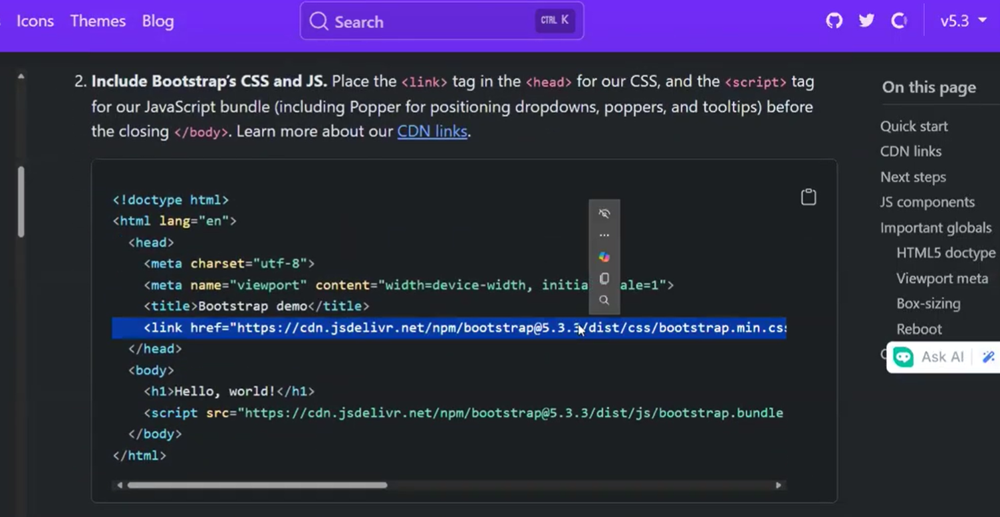 Icons Themes Blog Search CTRL K v5.3
2. Include Bootstrap's CSS and JS. Place the <link> tag in the <head> for our CSS, and the <script> tag
for our JavaScript bundle (including Popper for positioning dropdowns, poppers, and tooltips) before
the closing </body>. Learn more about our CDN links.
<!doctype html>
<html lang="en">
<head>
<meta charset="utf-8">
<meta name="viewport" content="width=device-width, initia ale=1">
<title>Bootstrap demo</title>
<link href="https://cdn.jsdelivr.net/npm/bootstrap@5.3.3/dist/css/bootstrap.min.css
</head>
<body>
<h1>Hello, world!</h1>
<script src="https://cdn.jsdelivr.net/npm/bootstrap@5.3.3/dist/js/bootstrap.bundle
</body>
</html>
On this page
Quick start
CDN links
Next steps
JS components
Important globals
HTML5 doctype
Viewport meta
Box-sizing
Reboot
Ask AI